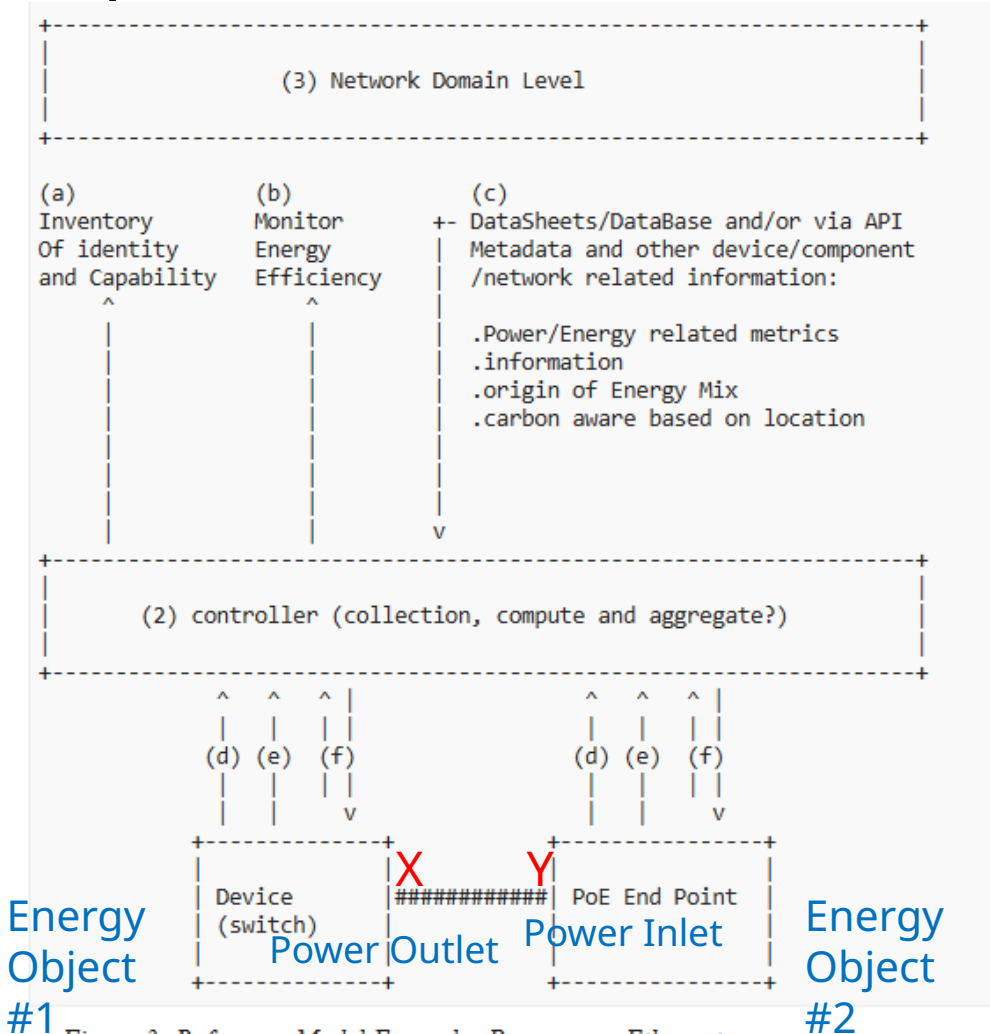 (3) Network Domain Level
(a) (b) (c)
Inventory Monitor +- DataSheets/DataBase and/or via API
Of identity Energy | Metadata and other device/component
and Capability Efficiency | /network related information:
.Power/Energy related metrics
.information
.origin of Energy Mix
.carbon aware based on location
(2) controller (collection, compute and aggregate?)
(d) (e) (f) (d) (e) (f)
X Y
Device ############ PoE End Point
(switch)
Power Outlet Power Inlet
Energy Object #1
Energy Object #2